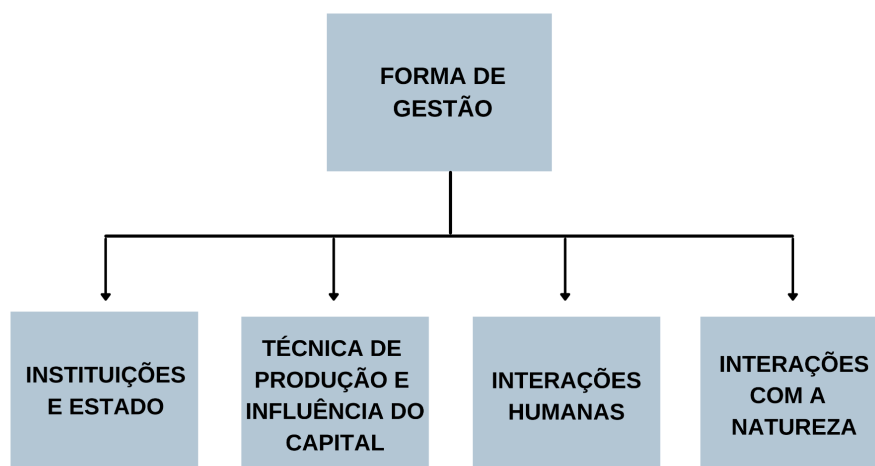 FORMA DE
GESTÃO
INSTITUIÇÕES
E ESTADO
TÉCNICA DE
PRODUÇÃO E
INFLUÊNCIA DO
CAPITAL
INTERAÇÕES
HUMANAS
INTERAÇÕES
COM A
NATUREZA